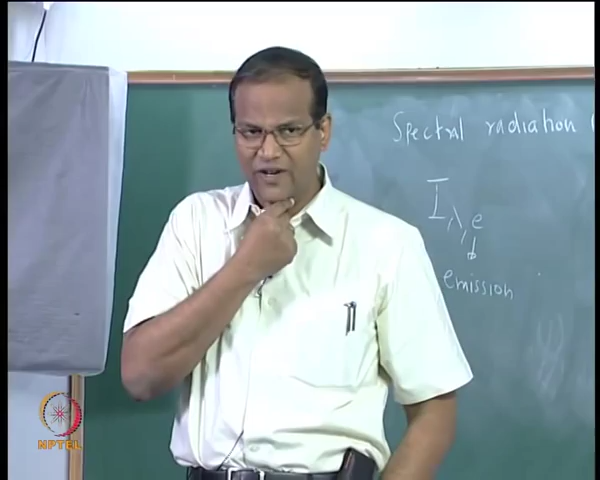 Spectral radiation (
I λ, e
emission
NPTEL